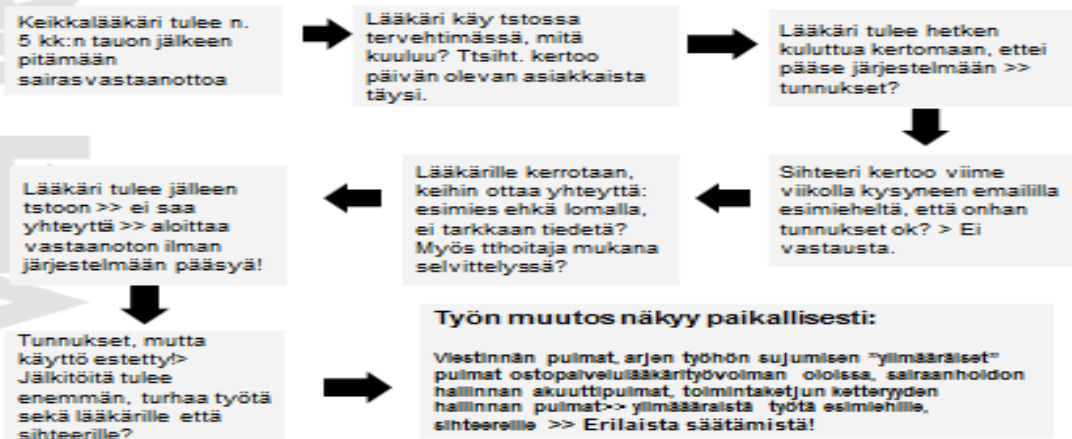 Keikkalääkäri tulee n.
5 kk:n tauon jälkeen
pitämään
sairasvastaanottoa
Lääkäri käy tstossa
tervehtimässä, mitä
kuuluu? Ttsiht. kertoo
päivän olevan asiakkaista
täysi.
Lääkäri tulee hetken
kuluttua kertomaan, ettei
pääse järjestelmään >>
tunnukset?
Sihteeri kertoo viime
viikolla kysyneen emaililla
esimieheltä, että onhan
tunnukset ok? > Ei
vastausta.
Lääkärille kerrotaan,
keihin ottaa yhteyttä:
esimies ehkä lomalla,
ei tarkkaan tiedetä?
Myös tthoitaja mukana
selvittelyssä?
Lääkäri tulee jälleen
tstoon >> ei saa
yhteyttä >> aloittaa
vastaanoton ilman
järjestelmään pääsyä!
Tunnukset, mutta
käyttö estetty!>
Jälkitöitä tulee
enemmän, turhaa työtä
sekä lääkärille että
sihteerille?
Työn muutos näkyy paikallisesti:
Viestinnän pulmat, arjen työhön sujumisen "ylimääräiset"
pulmat ostopalvelulääkärityövoiman oloissa, sairaanhoidon
hallinnan akuuttipulmat, toimintaketjun ketteryyden
hallinnan pulmat>> ylimääräistä työtä esimiehille,
sihteereille >> Erilaista säätämistä!